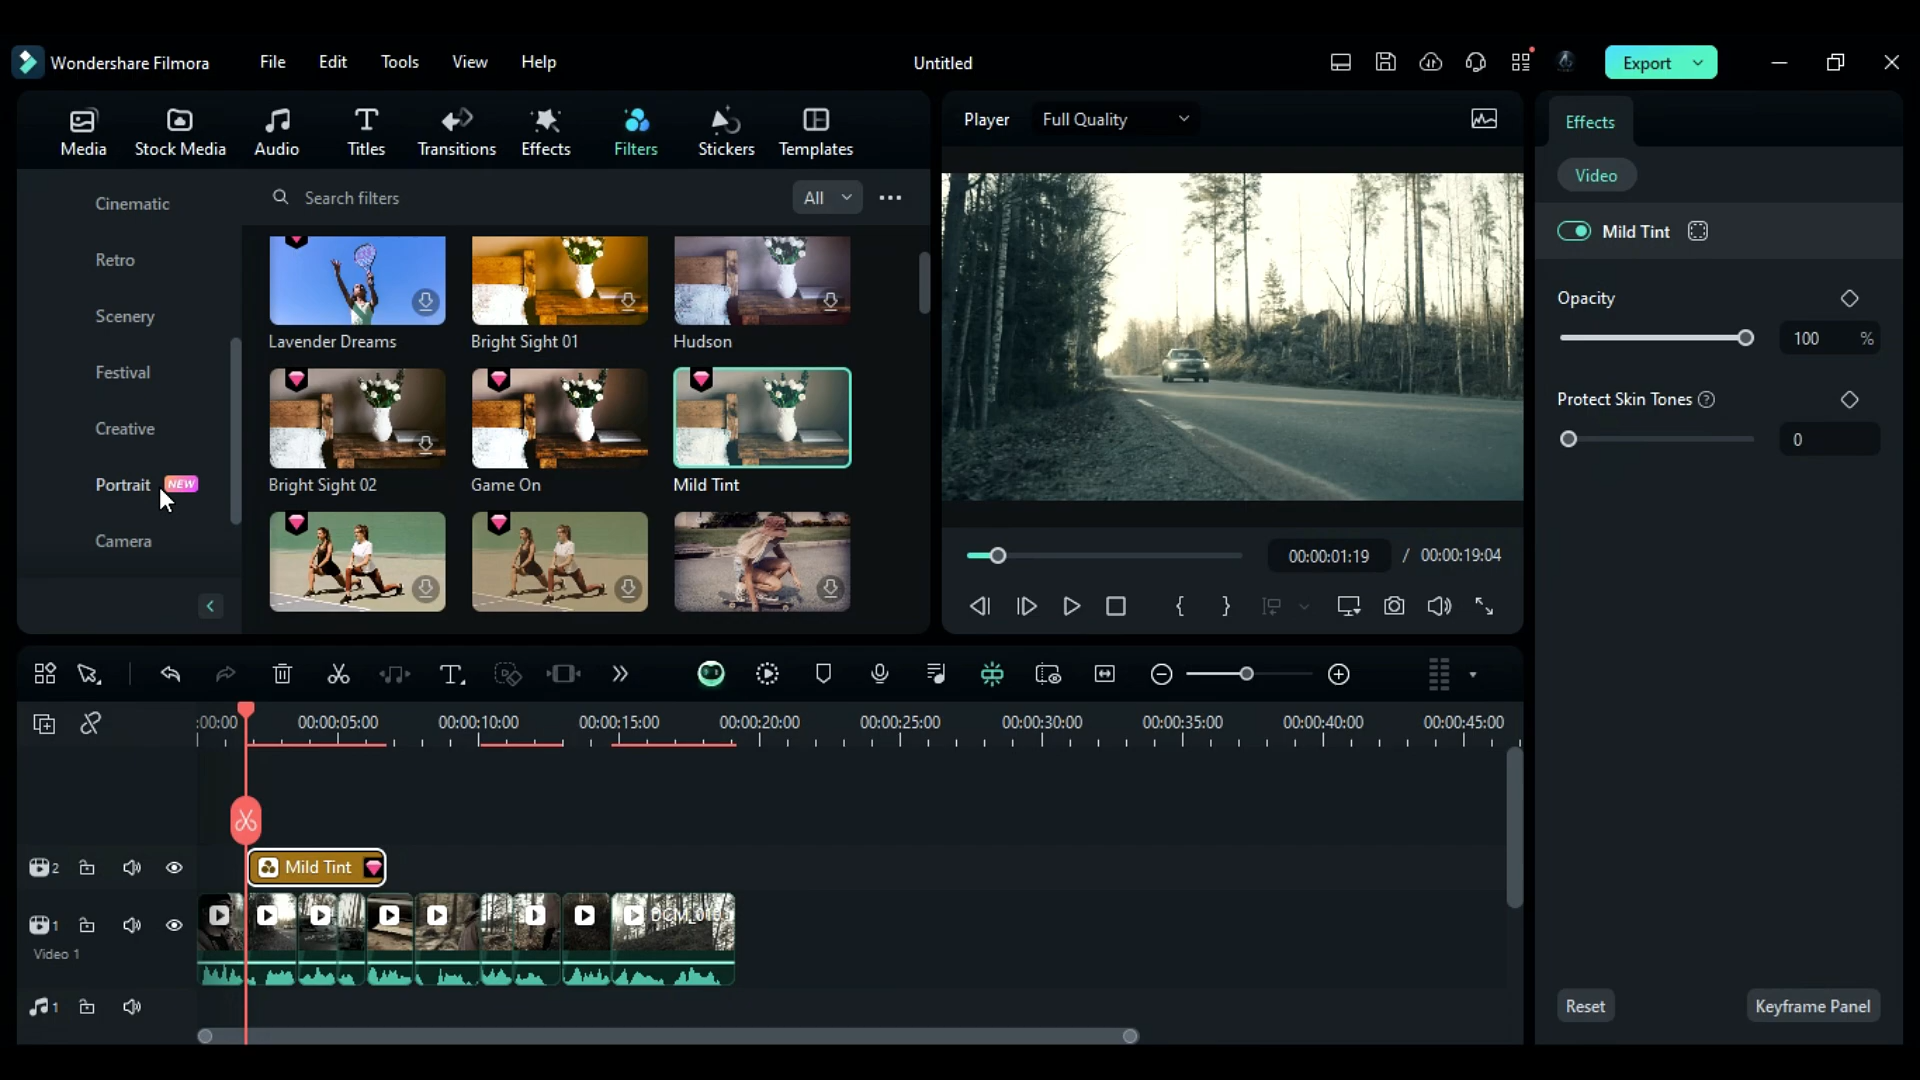 Wondershare Filmora
File
Edit
Tools
View
Help
Untitled
Export
Media
Stock Media
Audio
Titles
Transitions
Effects
Filters
Stickers
Templates
Player
Full Quality
Effects
Video
Cinematic
Retro
Scenery
Festival
Creative
Portrait NEW
Camera
Search filters
All
Lavender Dreams
Bright Sight 01
Hudson
Bright Sight 02
Game On
Mild Tint
00:00:01:19 / 00:00:19:04
Mild Tint
Opacity
100 %
Protect Skin Tones
0
:00:00 00:00:05:00 00:00:10:00 00:00:15:00 00:00:20:00 00:00:25:00 00:00:30:00 00:00:35:00 00:00:40:00 00:00:45:00
2
Mild Tint
1
Video 1
1
Reset
Keyframe Panel